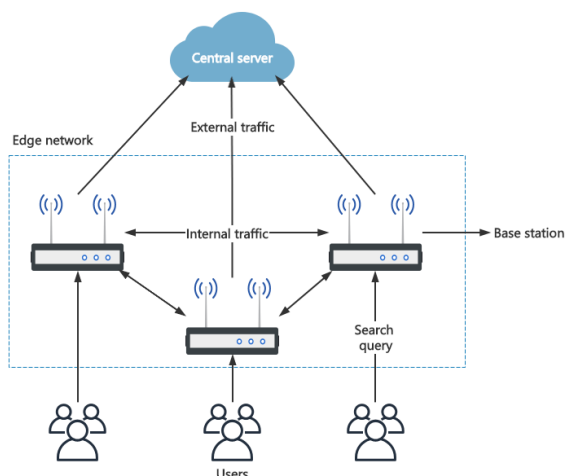 Central server
External traffic
Edge network
Internal traffic
Base station
Search
query
Users